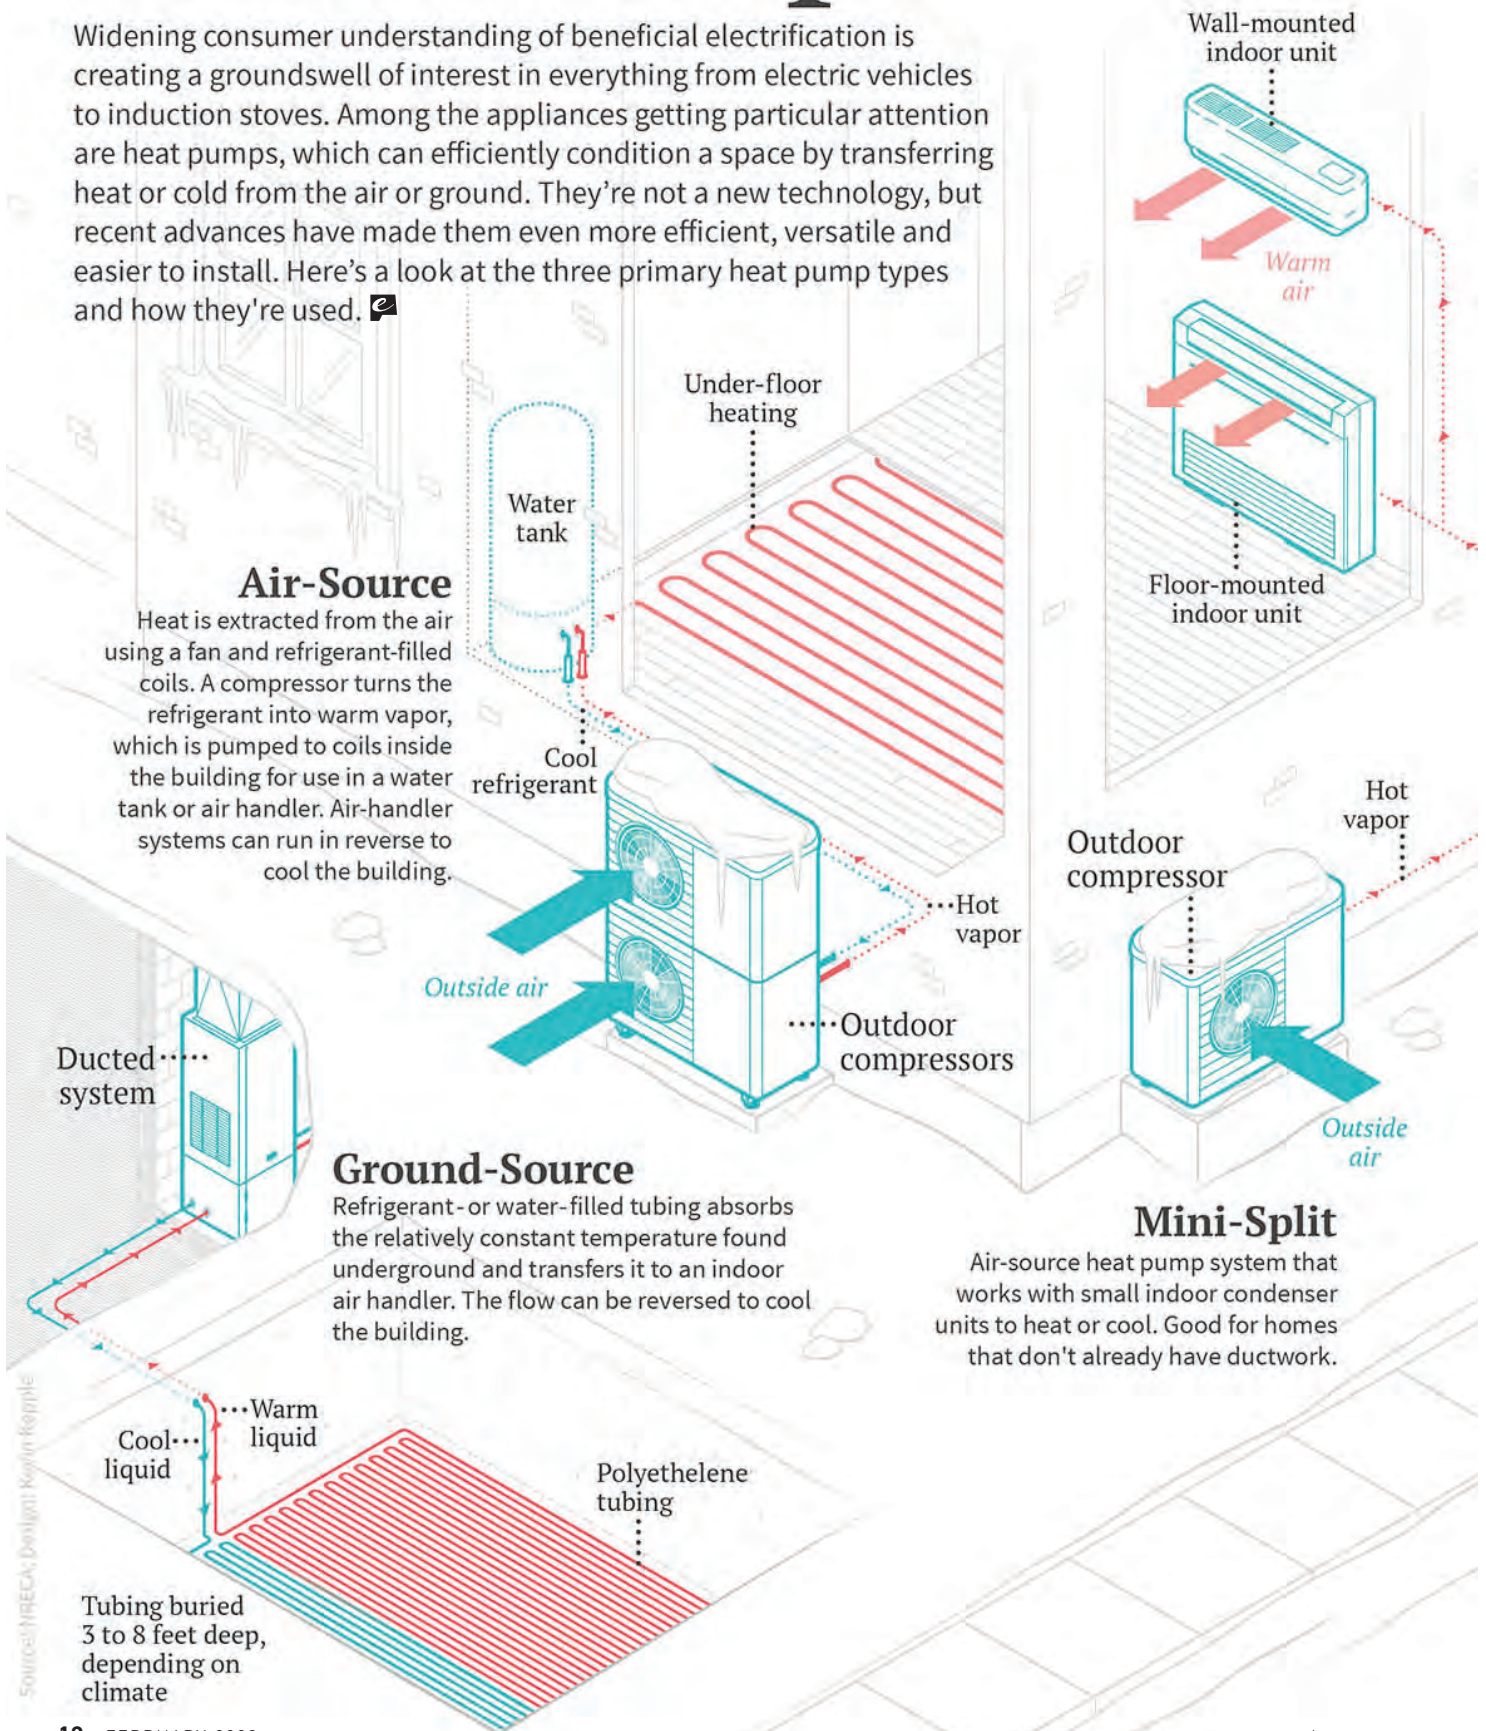 Widening consumer understanding of beneficial electrification is
creating a groundswell of interest in everything from electric vehicles
to induction stoves. Among the appliances getting particular attention
are heat pumps, which can efficiently condition a space by transferring
heat or cold from the air or ground. They’re not a new technology, but
recent advances have made them even more efficient, versatile and
easier to install. Here’s a look at the three primary heat pump types
and how they're used.
Wall-mounted
indoor unit
Warm
air
Floor-mounted
indoor unit
Under-floor
heating
Water
tank
Air-Source
Heat is extracted from the air
using a fan and refrigerant-filled
coils. A compressor turns the
refrigerant into warm vapor,
which is pumped to coils inside
the building for use in a water
tank or air handler. Air-handler
systems can run in reverse to
cool the building.
Cool
refrigerant
Hot
vapor
Outside air
Outdoor
compressors
Outdoor
compressor
Hot
vapor
Outside
air
Mini-Split
Air-source heat pump system that
works with small indoor condenser
units to heat or cool. Good for homes
that don't already have ductwork.
Ducted
system
Ground-Source
Refrigerant- or water-filled tubing absorbs
the relatively constant temperature found
underground and transfers it to an indoor
air handler. The flow can be reversed to cool
the building.
Warm
liquid
Cool
liquid
Polyethelene
tubing
Tubing buried
3 to 8 feet deep,
depending on
climate
Source: NRECA; Design: Kevin Kepple